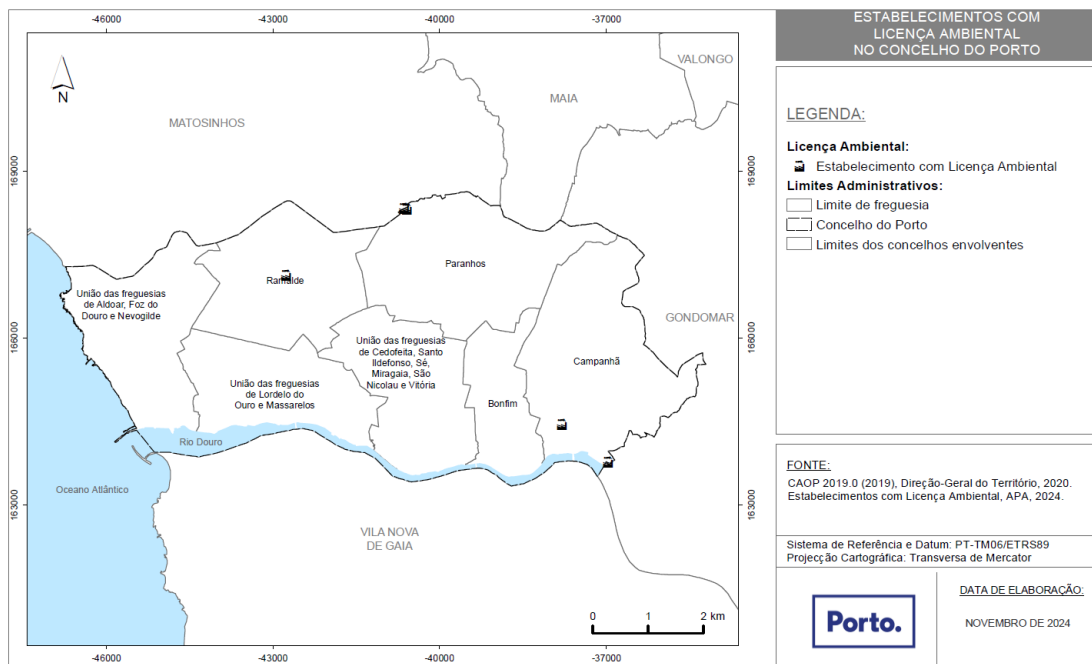 -46000
-43000
-40000
-37000
N
VALONGO
MAIA
MATOSINHOS
169000
169000
Paranhos
Ramalde
União das freguesias
de Aldoar, Foz do
Douro e Nevogilde
GONDOMAR
166000
166000
União das freguesias
de Cedofeita, Santo
Ildefonso, Sé,
Miragaia, São
Nicolau e Vitória
Campanhã
União das freguesias
de Lordelo do
Ouro e Massarelos
Bonfim
Rio Douro
Oceano Atlântico
163000
163000
VILA NOVA
DE GAIA
0 1 2 km
-46000
-43000
-40000
-37000
ESTABELECIMENTOS COM
LICENÇA AMBIENTAL
NO CONCELHO DO PORTO
LEGENDA:
Licença Ambiental:
Estabelecimento com Licença Ambiental
Limites Administrativos:
Limite de freguesia
Concelho do Porto
Limites dos concelhos envolventes
FONTE:
CAOP 2019.0 (2019), Direção-Geral do Território, 2020.
Estabelecimentos com Licença Ambiental, APA, 2024.
Sistema de Referência e Datum: PT-TM06/ETRS89
Projecção Cartográfica: Transversa de Mercator
Porto.
DATA DE ELABORAÇÃO:
NOVEMBRO DE 2024